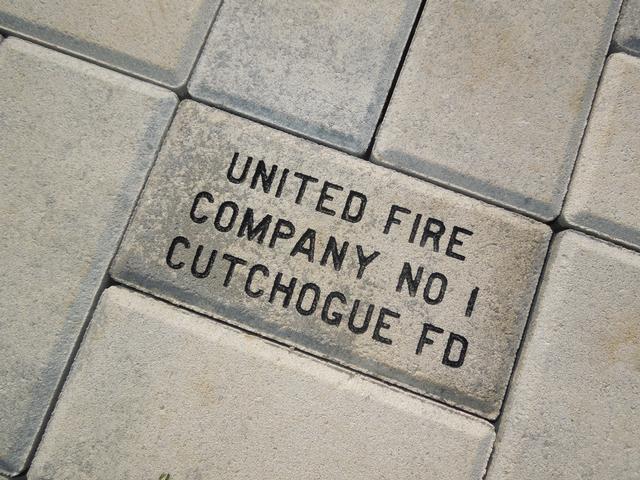 UNITED FIRE
COMPANY NO 1
CUTCHOGUE FD